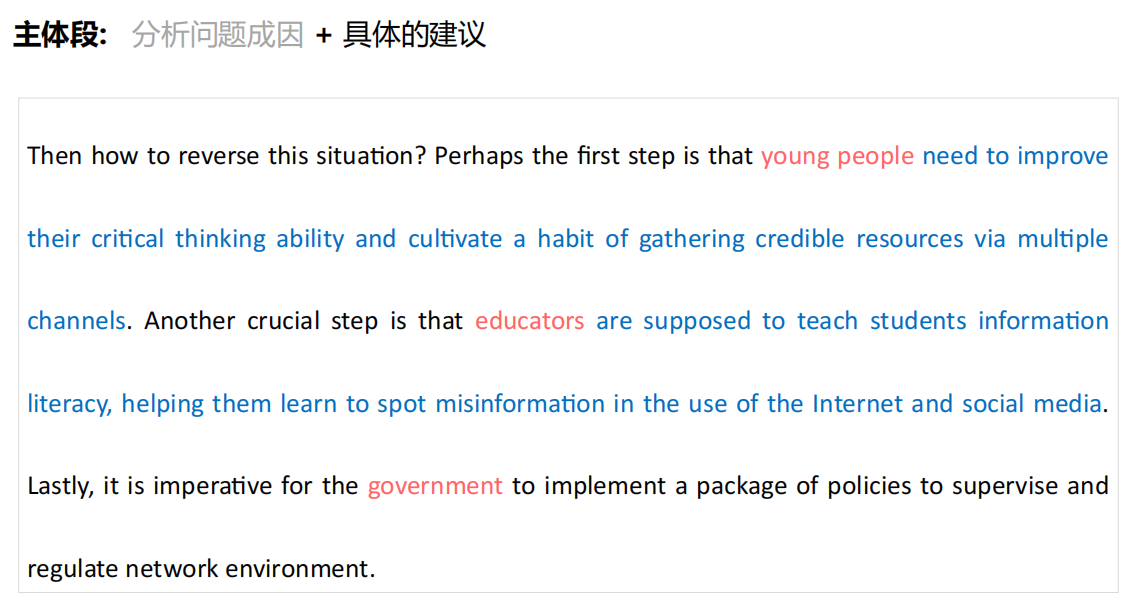 主体段: 分析问题成因 + 具体的建议
Then how to reverse this situation? Perhaps the first step is that young people need to improve
their critical thinking ability and cultivate a habit of gathering credible resources via multiple
channels. Another crucial step is that educators are supposed to teach students information
literacy, helping them learn to spot misinformation in the use of the Internet and social media.
Lastly, it is imperative for the government to implement a package of policies to supervise and
regulate network environment.